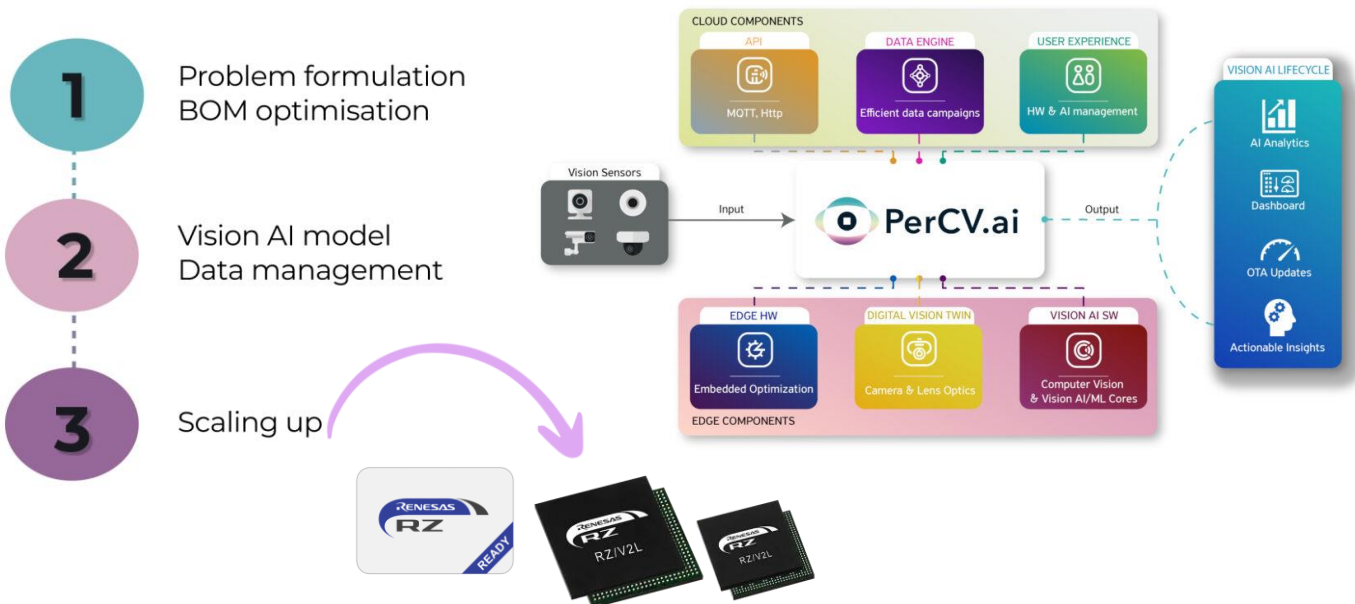 1
Problem formulation
BOM optimisation
2
Vision AI model
Data management
3
Scaling up
RENESAS
RZ
READY
RENESAS
RZ
RZ/V2L
RENESAS
RZ
RZ/V2L
CLOUD COMPONENTS
API
MQTT, Http
DATA ENGINE
Efficient data campaigns
USER EXPERIENCE
HW & AI management
Vision Sensors
Input
PerCV.ai
Output
EDGE HW
Embedded Optimization
DIGITAL VISION TWIN
Camera & Lens Optics
VISION AI SW
Computer Vision
& Vision AI/ML Cores
EDGE COMPONENTS
VISION AI LIFECYCLE
AI Analytics
Dashboard
OTA Updates
Actionable Insights